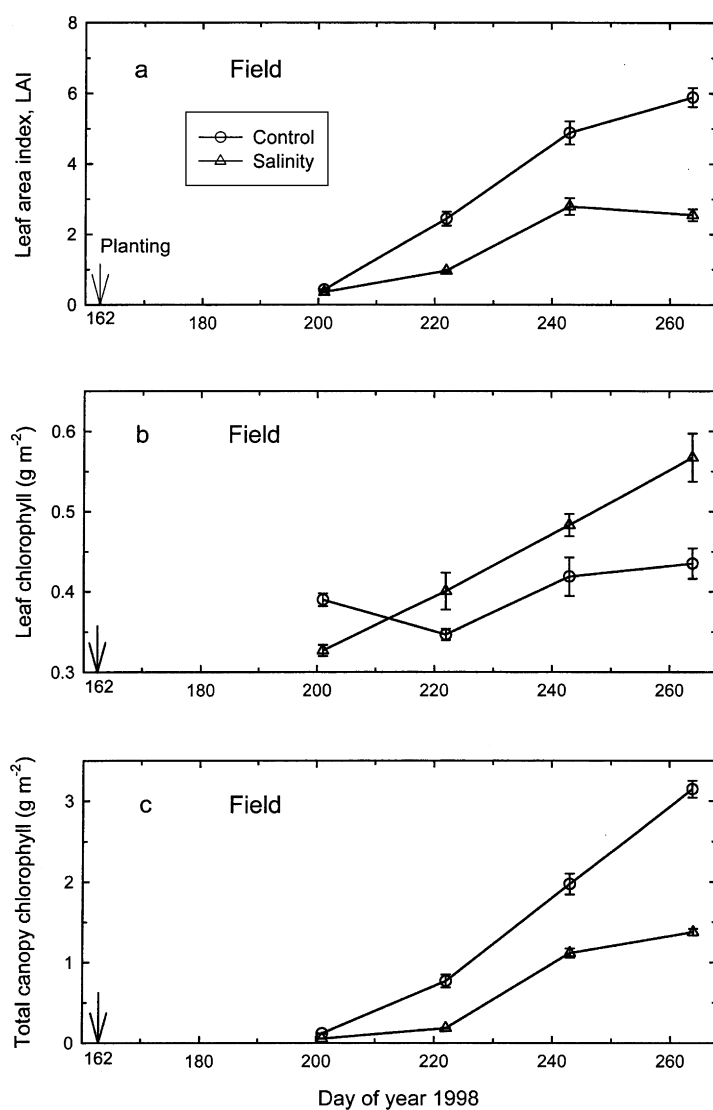 8
a Field
6
Control
Salinity
4
2
Planting
0
162 180 200 220 240 260
Leaf area index, LAI
b Field
0.6
0.5
0.4
0.3
162 180 200 220 240 260
Leaf chlorophyll (g m-2)
c Field
3
2
1
0
162 180 200 220 240 260
Total canopy chlorophyll (g m-2)
Day of year 1998